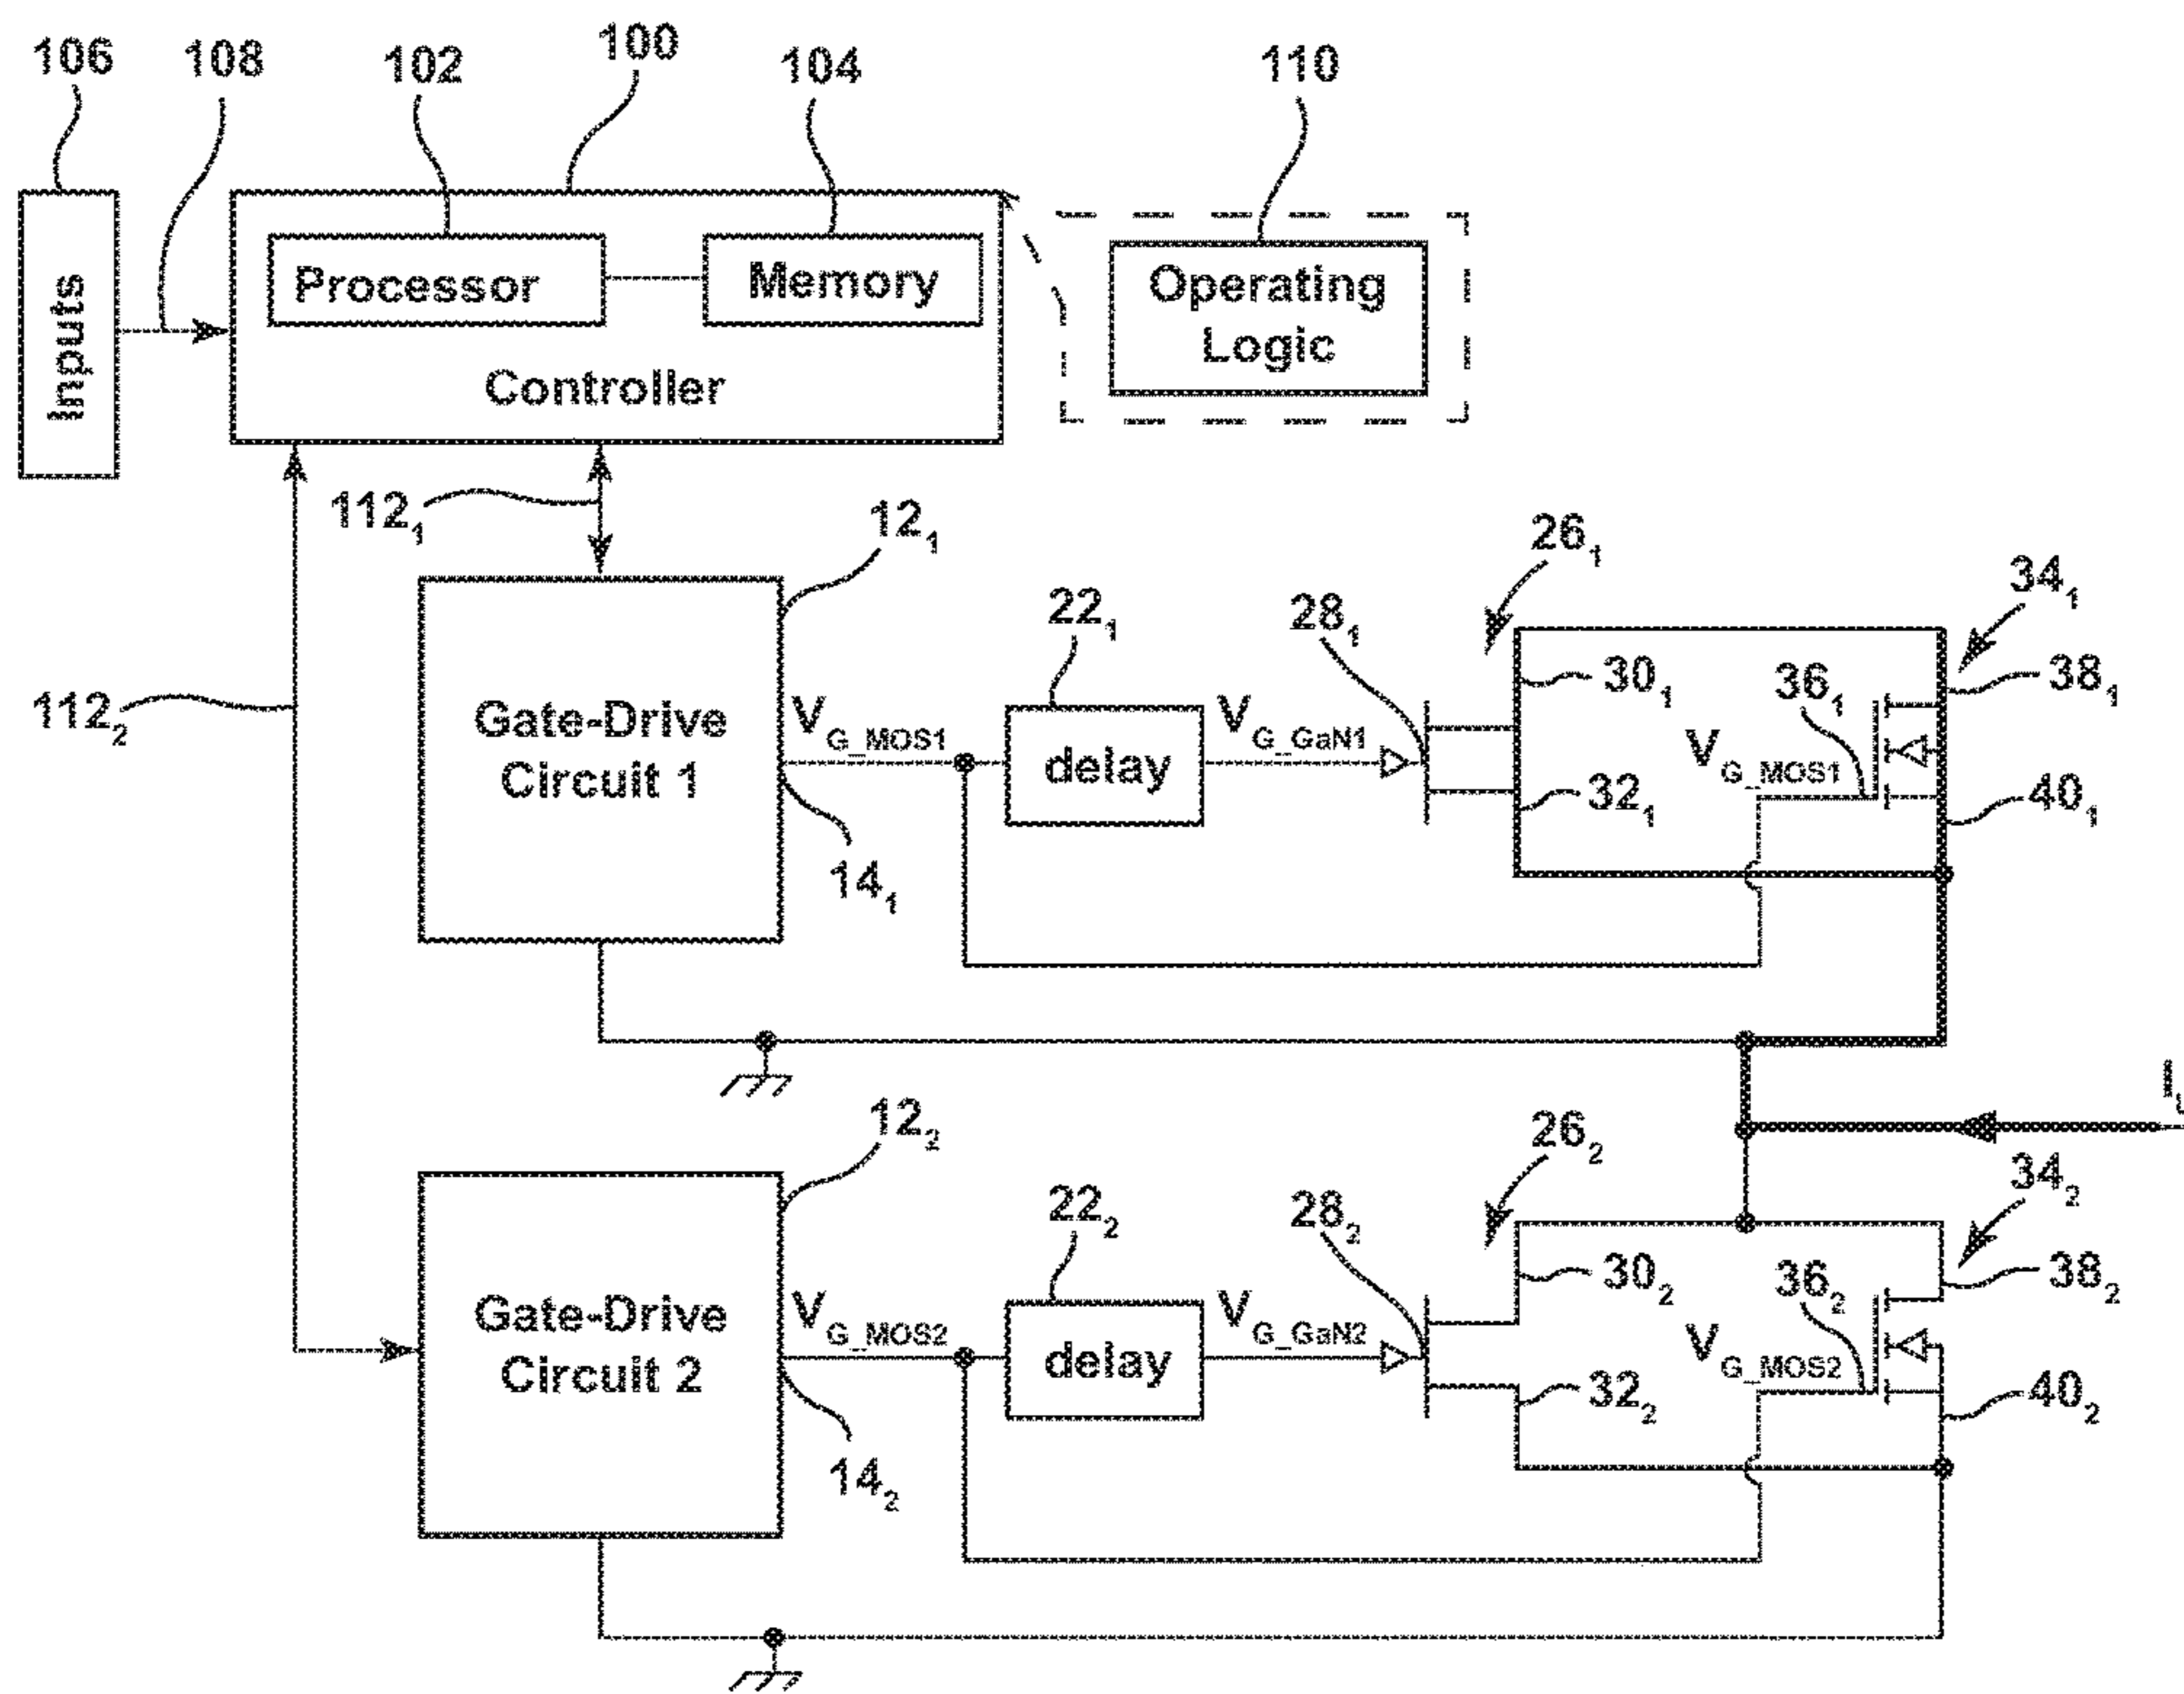 106
108
102
100
104
110
Inputs
Processor
Memory
Controller
Operating
Logic
112₁
112₂
12₁
Gate-Drive
Circuit 1
V_G_MOS1
14₁
22₁
delay
V_G_GaN1
28₁
26₁
30₁
32₁
34₁
36₁
V_G_MOS1
38₁
40₁
12₂
Gate-Drive
Circuit 2
V_G_MOS2
14₂
22₂
delay
V_G_GaN2
28₂
26₂
30₂
32₂
34₂
36₂
V_G_MOS2
38₂
40₂